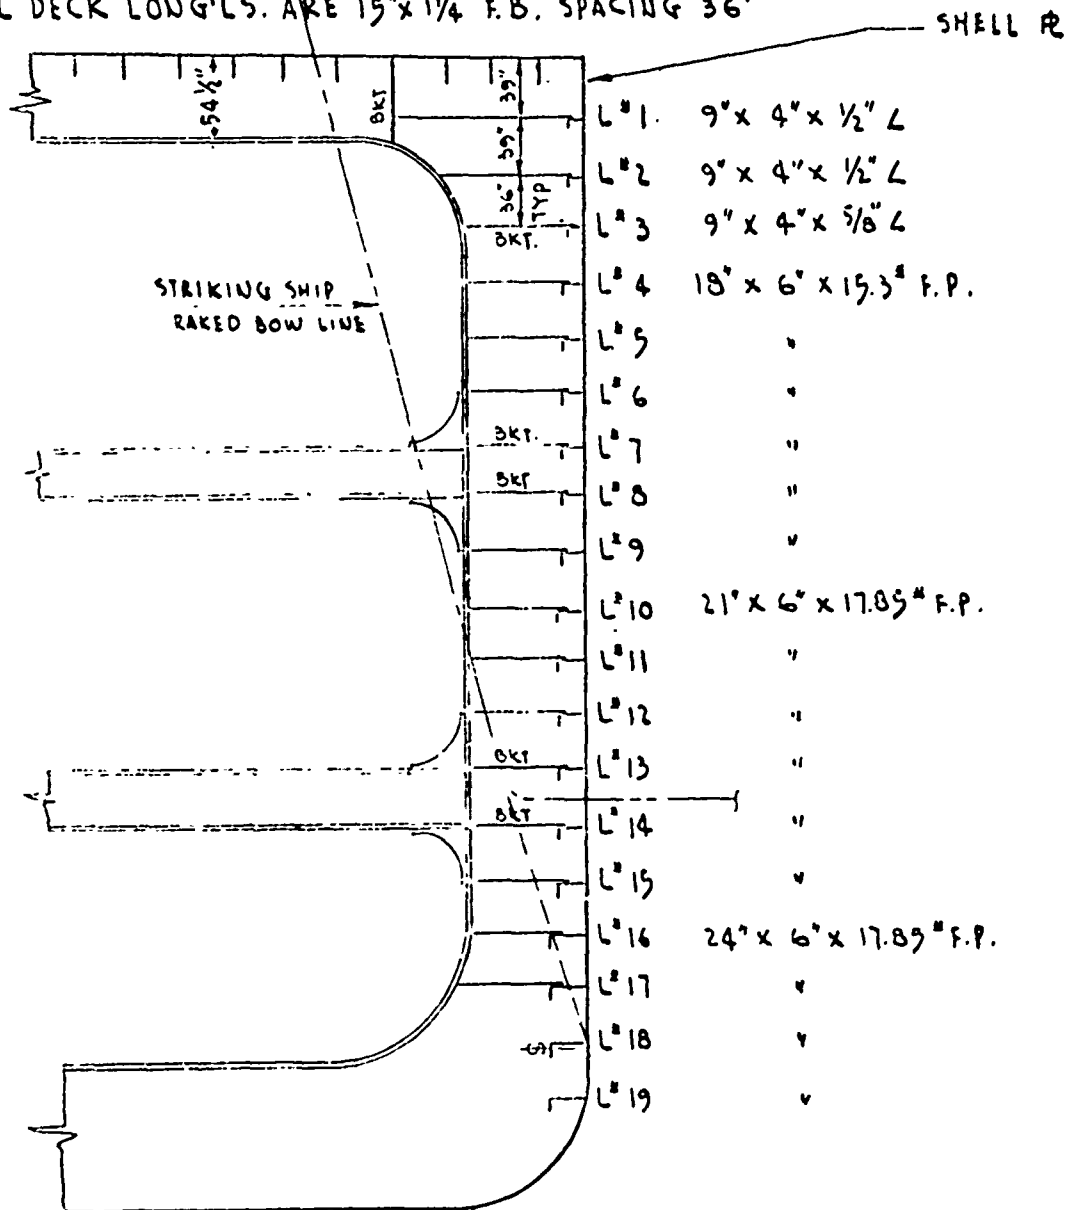 L DECK LONG'LS. ARE 15" x 1 1/4 F.B. SPACING 36"
SHELL ⅊
54½"
BKT
39"
39"
36"
TYP
L#1. 9" x 4" x ½" ∠
L#2 9" x 4" x ½" ∠
L#3 9" x 4" x 5/8" ∠
BKT.
L#4 18" x 6" x 15.3# F.P.
STRIKING SHIP
RAKED BOW LINE
L#5 "
L#6 "
BKT. L#7 "
BKT L#8 "
L#9 "
L#10 21" x 6" x 17.85# F.P.
L#11 "
L#12 "
BKT L#13 "
BKT L#14 "
L#15 "
L#16 24" x 6" x 17.85# F.P.
L#17 "
L#18 "
L#19 "